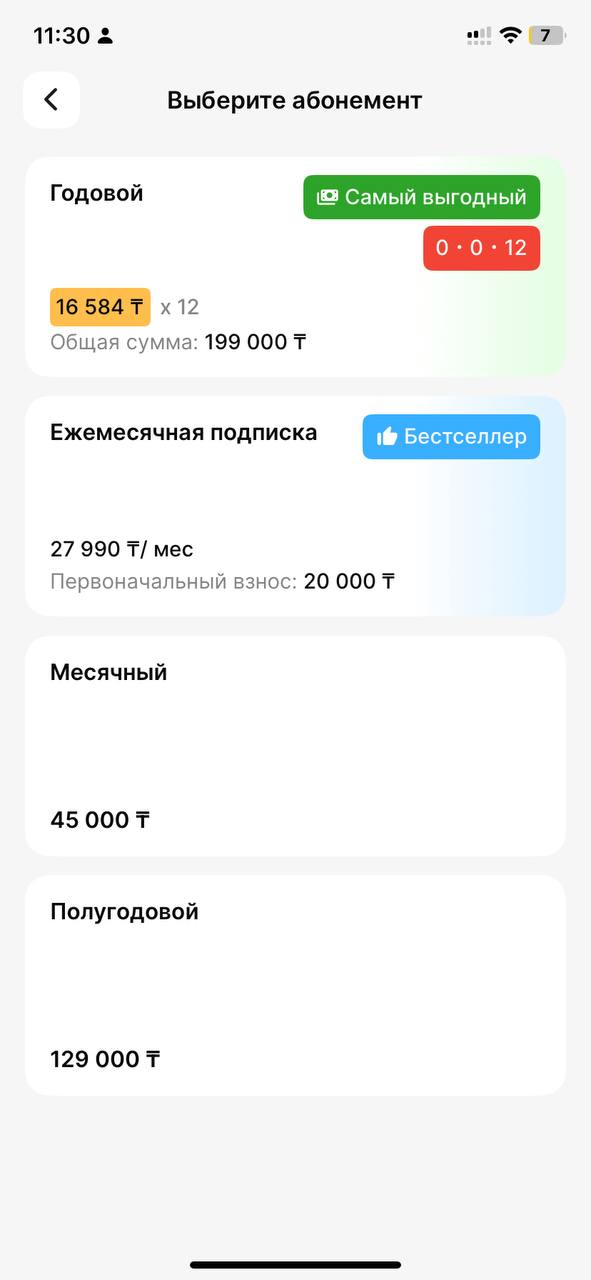 11:30
7
Выберите абонемент
Годовой
Самый выгодный
0 · 0 · 12
16 584 ₸ x 12
Общая сумма: 199 000 ₸
Ежемесячная подписка
Бестселлер
27 990 ₸/ мес
Первоначальный взнос: 20 000 ₸
Месячный
45 000 ₸
Полугодовой
129 000 ₸